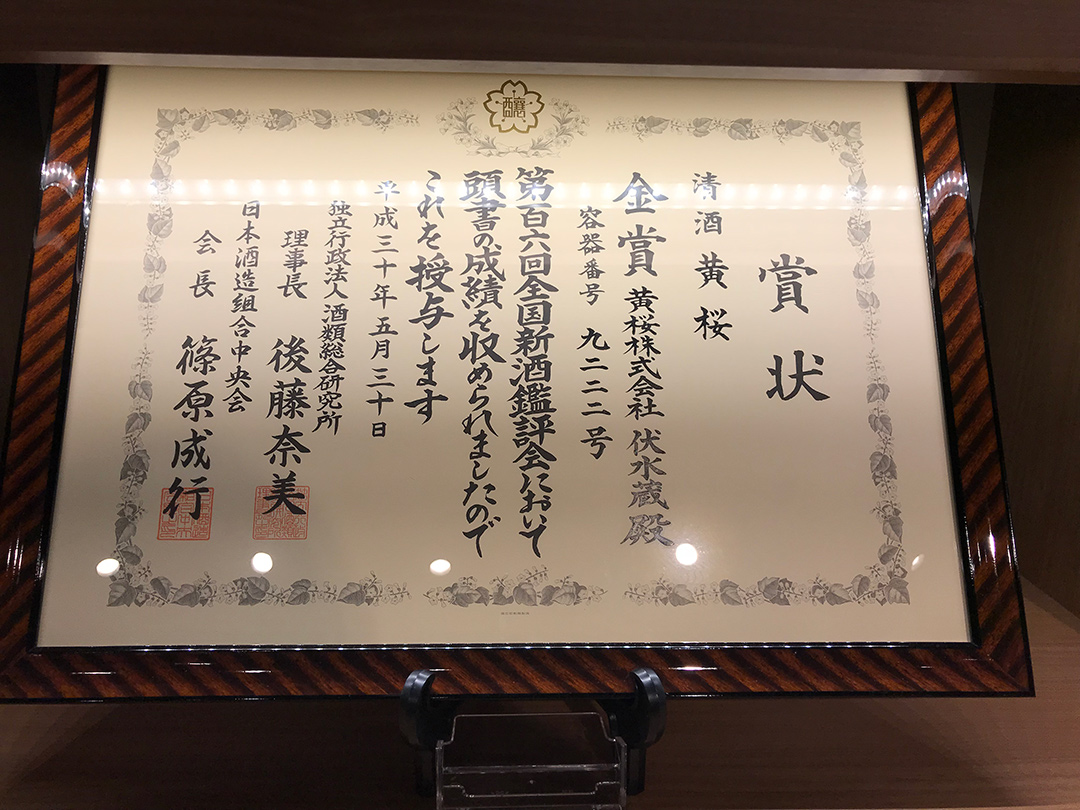 賞状
清酒 黄桜
金賞 黄桜株式会社 伏水蔵殿
容器番号 九二二二号
第百六回全国新酒鑑評会において
頭書の成績を収められましたので
これを授与します
平成三十年五月三十日
独立行政法人 酒類総合研究所
理事長 後藤奈美
日本酒造組合中央会
会長 篠原成行